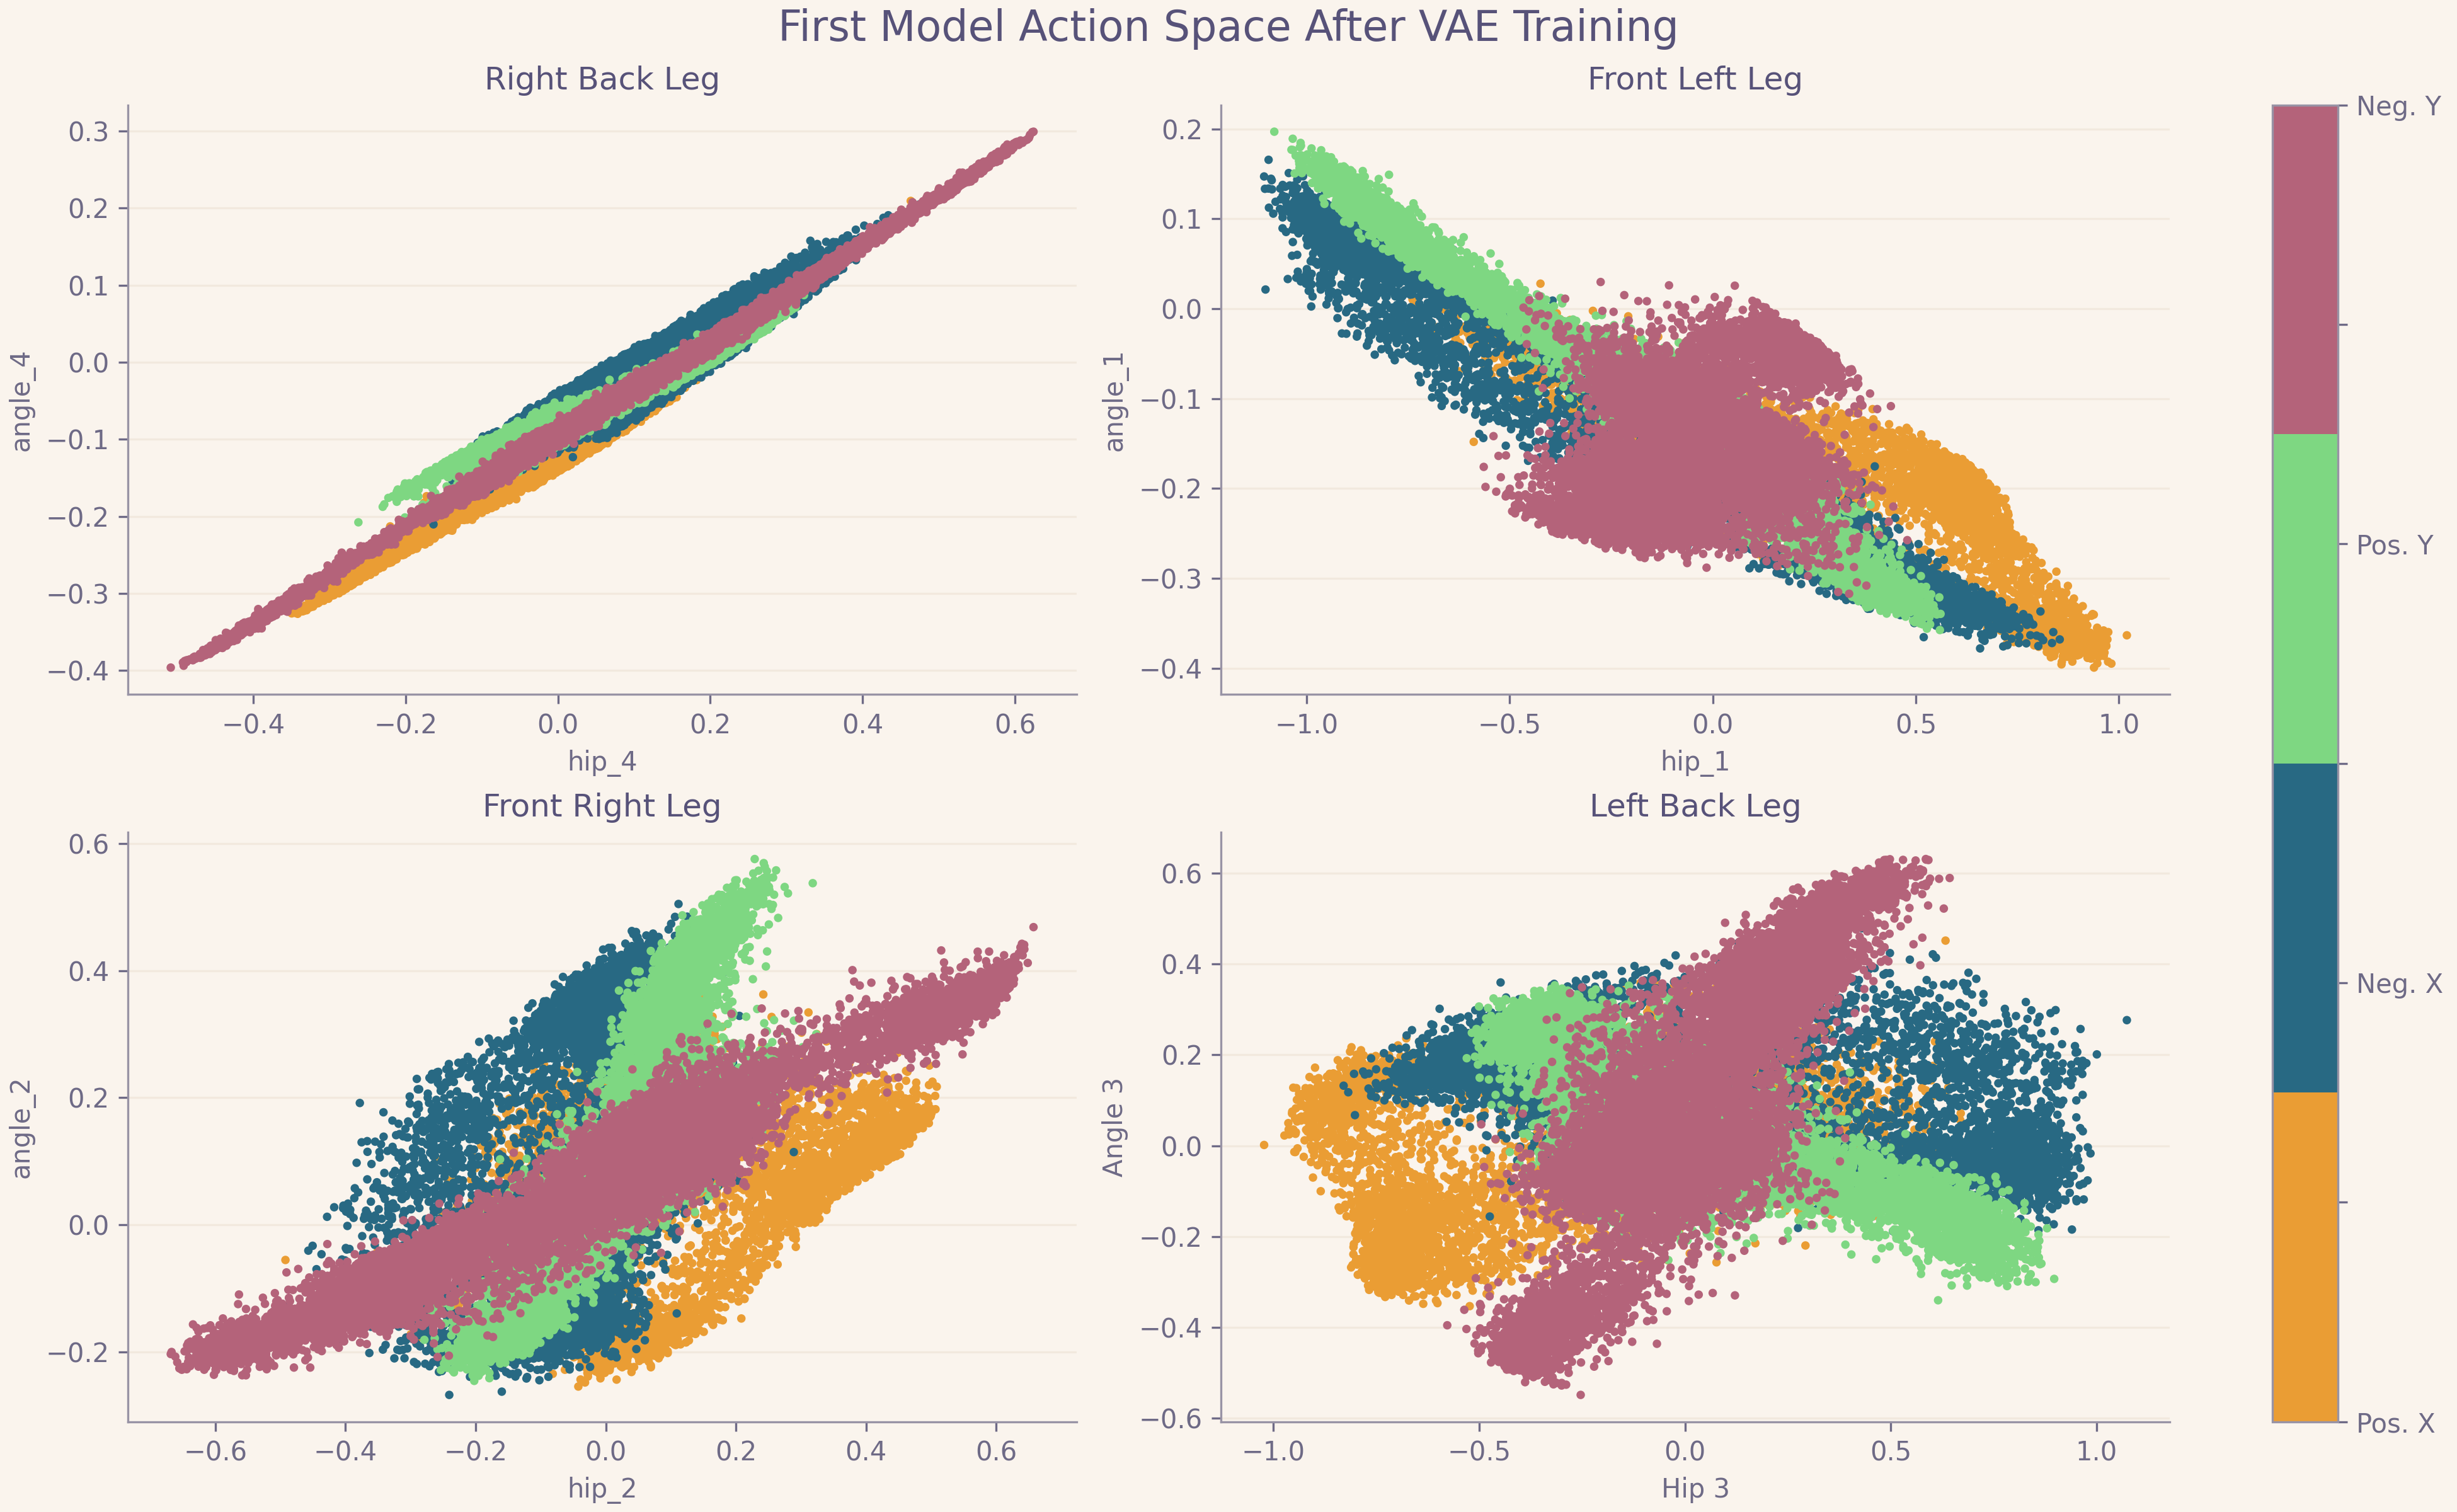 First Model Action Space After VAE Training
Right Back Leg
angle_4
0.3
0.2
0.1
0.0
−0.1
−0.2
−0.3
−0.4
−0.4
−0.2
0.0
0.2
0.4
0.6
hip_4
Front Left Leg
angle_1
0.2
0.1
0.0
−0.1
−0.2
−0.3
−0.4
−1.0
−0.5
0.0
0.5
1.0
hip_1
Front Right Leg
angle_2
0.6
0.4
0.2
0.0
−0.2
−0.6
−0.4
−0.2
0.0
0.2
0.4
0.6
hip_2
Left Back Leg
Angle 3
0.6
0.4
0.2
0.0
−0.2
−0.4
−0.6
−1.0
−0.5
0.0
0.5
1.0
Hip 3
Neg. Y
Pos. Y
Neg. X
Pos. X